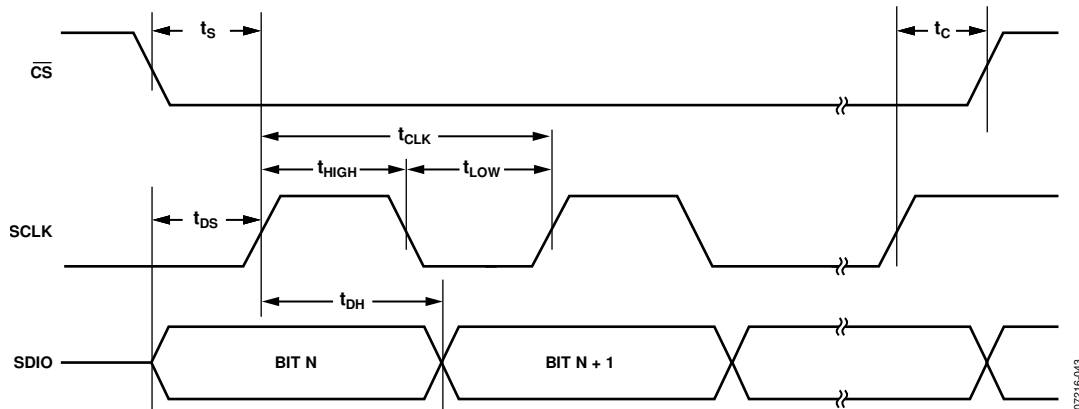 tS
tC
CS
tCLK
tHIGH
tLOW
tDS
SCLK
tDH
SDIO
BIT N
BIT N + 1
07216-043